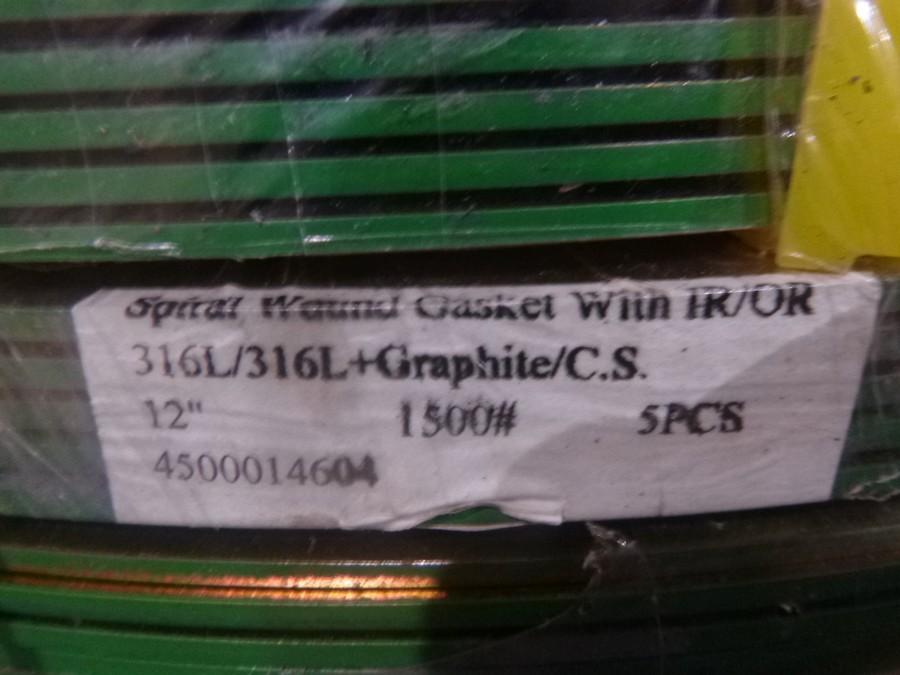 Spiral Wound Gasket With IR/OR
316L/316L+Graphite/C.S.
12" 1500# 5PCS
4500014604